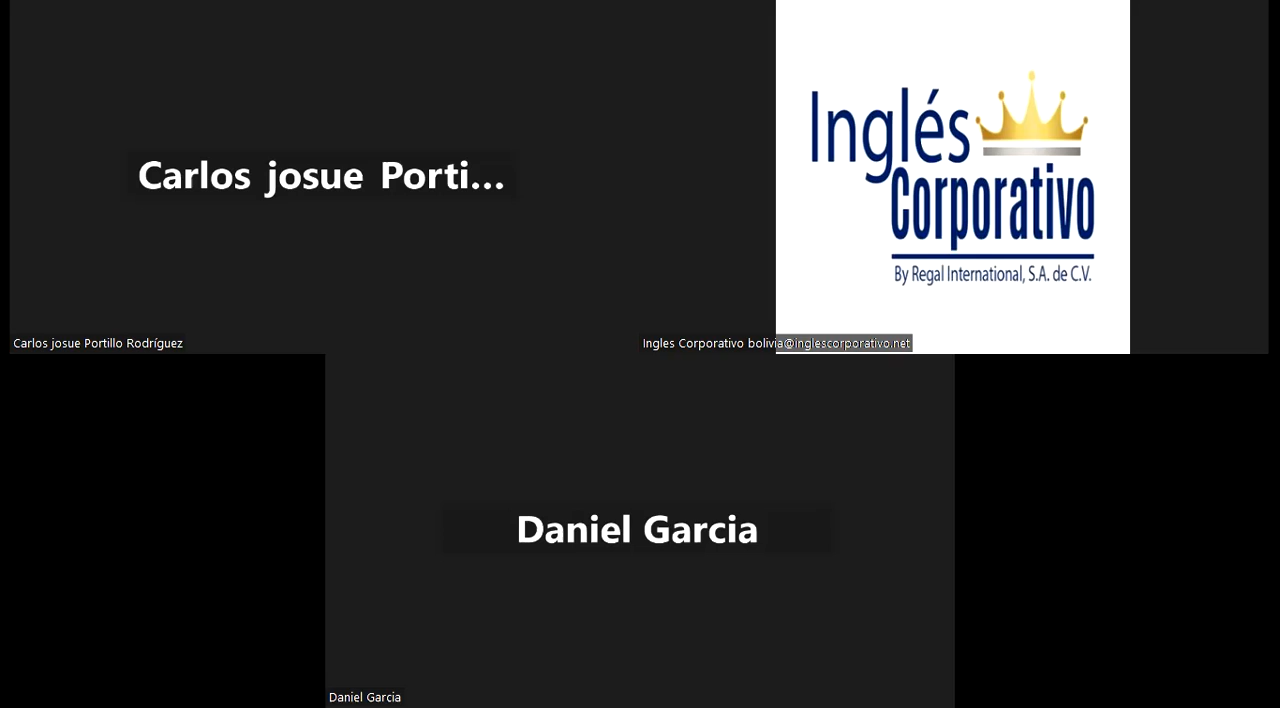 Carlos josue Porti...
Carlos josue Portillo Rodríguez
Inglés
Corporativo
By Regal International, S.A. de C.V.
Ingles Corporativo bolivia@inglescorporativo.net
Daniel Garcia
Daniel Garcia